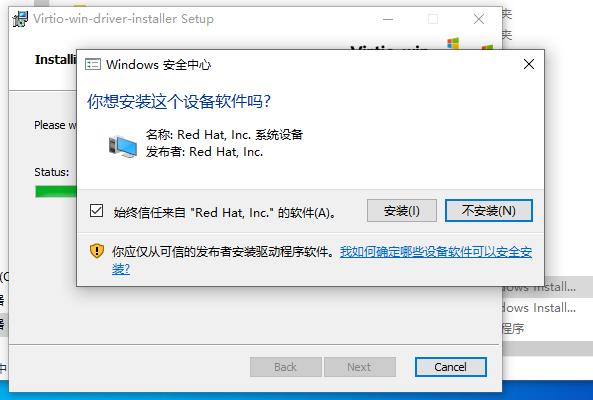 Virtio-win-driver-installer Setup
夹
夹
Installi
Virtio-win
Windows 安全中心
你想安装这个设备软件吗?
名称: Red Hat, Inc. 系统设备
发布者: Red Hat, Inc.
Please w
Status:
始终信任来自 "Red Hat, Inc." 的软件(A)。
安装(I)
不安装(N)
你应仅从可信的发布者安装驱动程序软件。我如何确定哪些设备软件可以安全安
装?
dows Install...
dows Install...
程序
Back
Next
Cancel